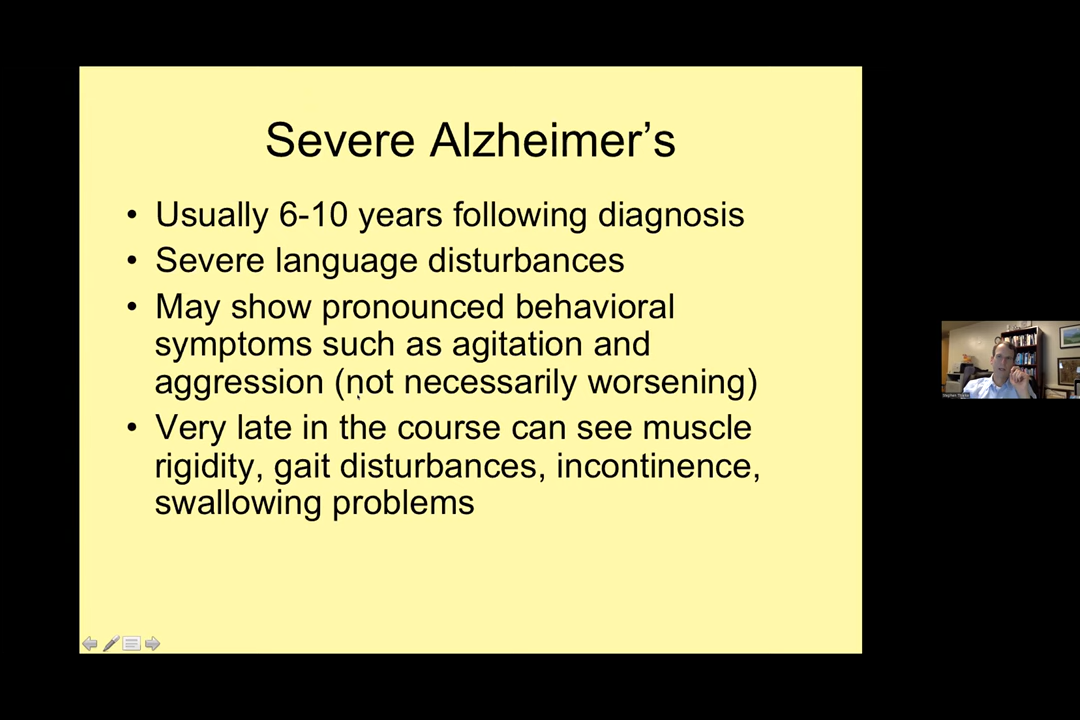 Severe Alzheimer's
• Usually 6-10 years following diagnosis
• Severe language disturbances
• May show pronounced behavioral
symptoms such as agitation and
aggression (not necessarily worsening)
• Very late in the course can see muscle
rigidity, gait disturbances, incontinence,
swallowing problems